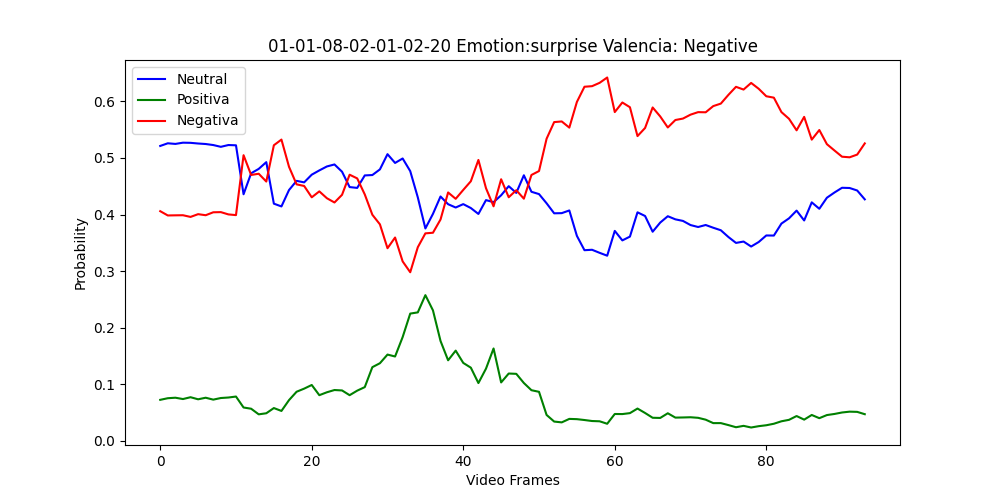 01-01-08-02-01-02-20 Emotion:surprise Valencia: Negative
Neutral
Positiva
Negativa
Probability
0.6
0.5
0.4
0.3
0.2
0.1
0.0
0 20 40 60 80
Video Frames